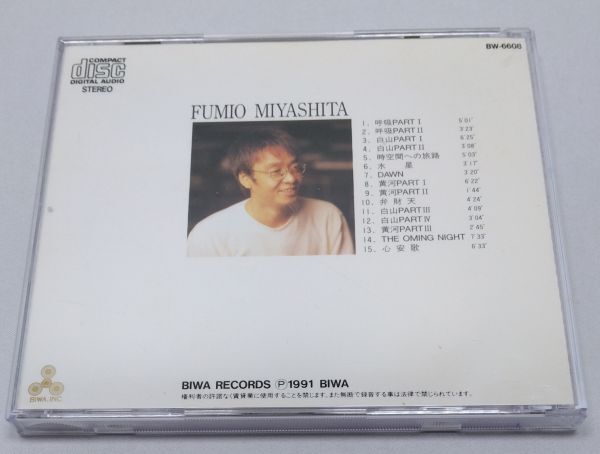 COMPACT
disc
DIGITAL AUDIO
STEREO
BW-6608
FUMIO MIYASHITA
1. 呼吸PART I 5'01"
2. 呼吸PART II 3'23"
3. 白山PART I 6'25"
4. 白山PART II 3'08"
5. 時空間への旅路 5'03"
6. 水 星 3'17"
7. DAWN 3'20"
8. 黄河PART I 6'22"
9. 黄河PART II 1'44"
10. 弁財天 4'24"
11. 白山PART III 4'09"
12. 白山PART IV 3'04"
13. 黄河PART III 2'45"
14. THE OMING NIGHT 7'33"
15. 心安歌 6'33"
BIWA RECORDS Ⓟ1991 BIWA
権利者の許諾なく賃貸業に使用することを禁じます。また無断で録音する事は法律で禁じられています。
BIWA, INC